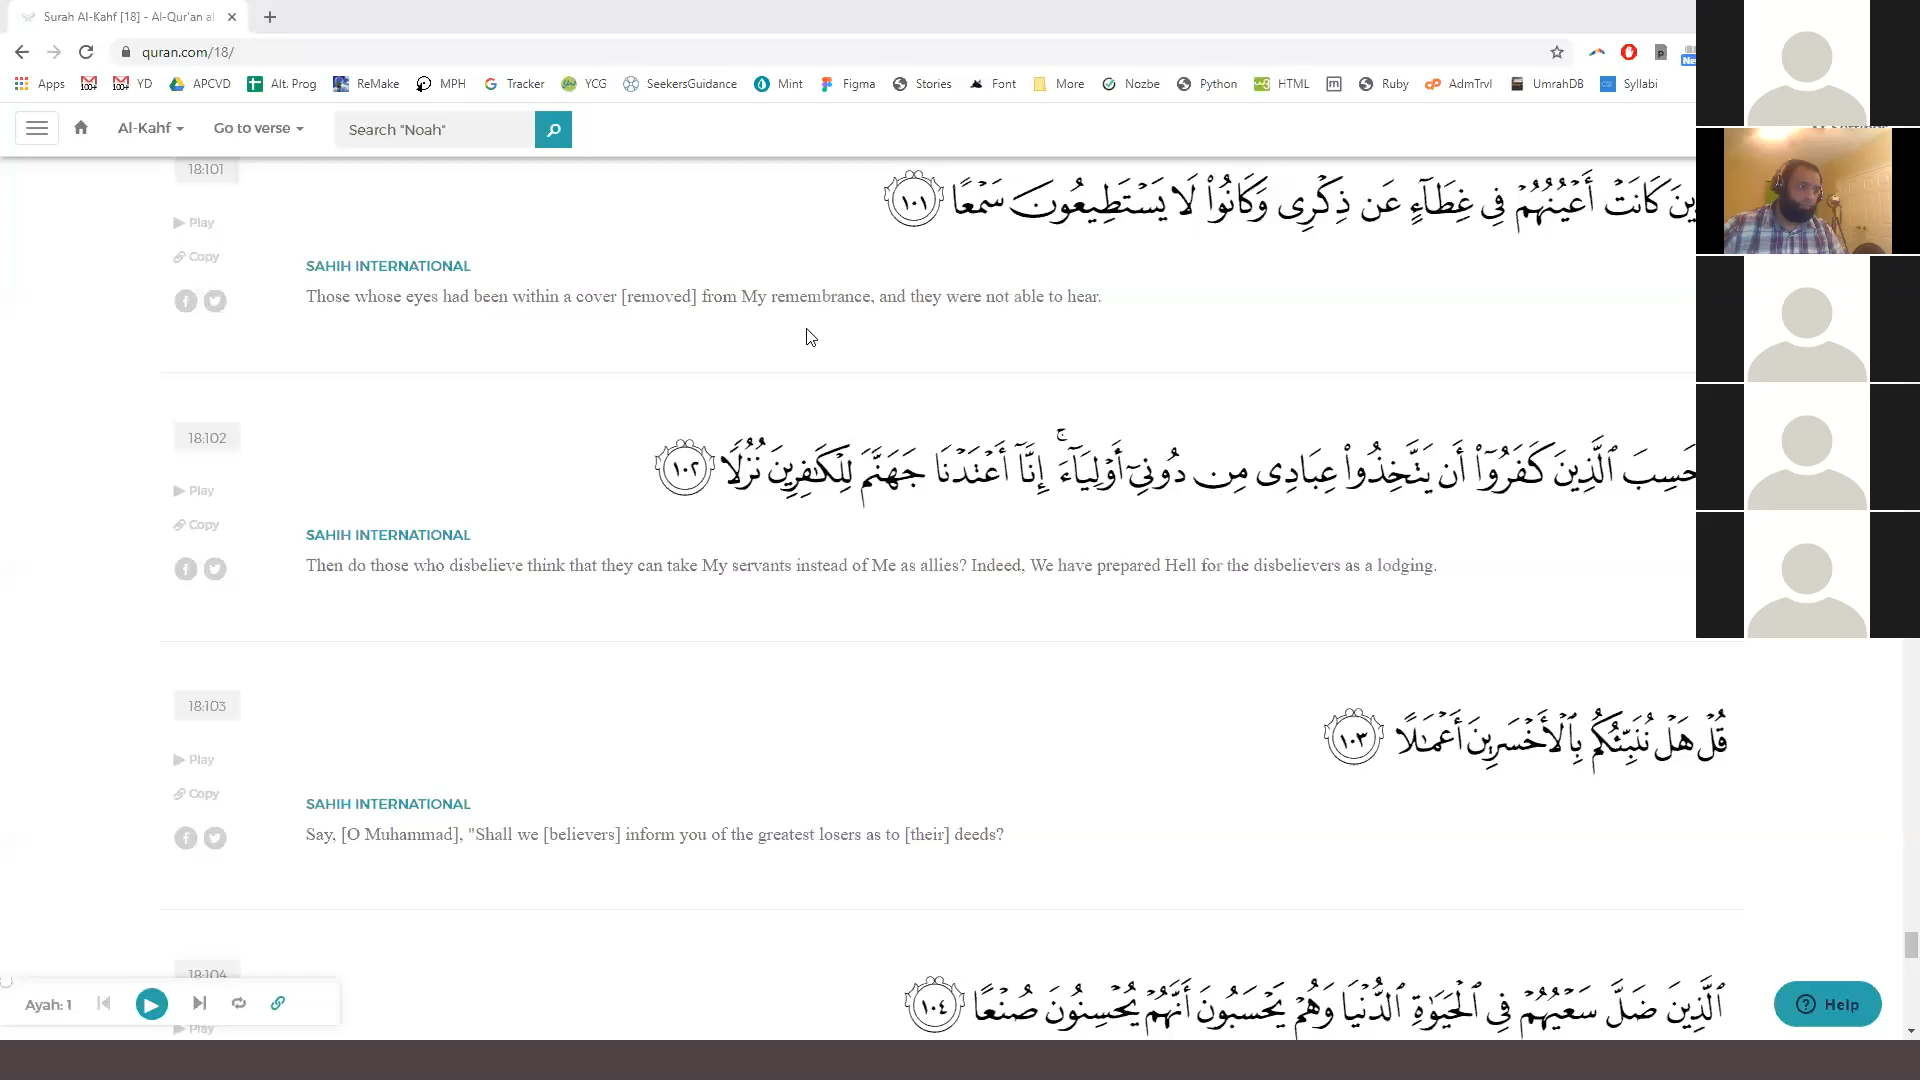 Surah Al-Kahf [18] - Al-Qur'an al
quran.com/18/
Apps YD APCVD Alt. Prog ReMake MPH Tracker YCG SeekersGuidance Mint Figma Stories Font More Nozbe Python HTML Ruby AdmTrvl UmrahDB Syllabi
Al-Kahf Go to verse Search "Noah"
18:101
ينَ كَانَتْ أَعْيُنُهُمْ فِى غِطَآءٍ عَن ذِكْرِى وَكَانُوا۟ لَا يَسْتَطِيعُونَ سَمْعًا ١٠١
Play
Copy
SAHIH INTERNATIONAL
Those whose eyes had been within a cover [removed] from My remembrance, and they were not able to hear.
18:102
حَسِبَ ٱلَّذِينَ كَفَرُوٓا۟ أَن يَتَّخِذُوا۟ عِبَادِى مِن دُونِىٓ أَوْلِيَآءَ ۚ إِنَّآ أَعْتَدْنَا جَهَنَّمَ لِلْكَـٰفِرِينَ نُزُلًا ١٠٢
Play
Copy
SAHIH INTERNATIONAL
Then do those who disbelieve think that they can take My servants instead of Me as allies? Indeed, We have prepared Hell for the disbelievers as a lodging.
18:103
قُلْ هَلْ نُنَبِّئُكُم بِٱلْأَخْسَرِينَ أَعْمَـٰلًا ١٠٣
Play
Copy
SAHIH INTERNATIONAL
Say, [O Muhammad], "Shall we [believers] inform you of the greatest losers as to [their] deeds?
18:104
ٱلَّذِينَ ضَلَّ سَعْيُهُمْ فِى ٱلْحَيَوٰةِ ٱلدُّنْيَا وَهُمْ يَحْسَبُونَ أَنَّهُمْ يُحْسِنُونَ صُنْعًا ١٠٤
Ayah: 1
Play
Help